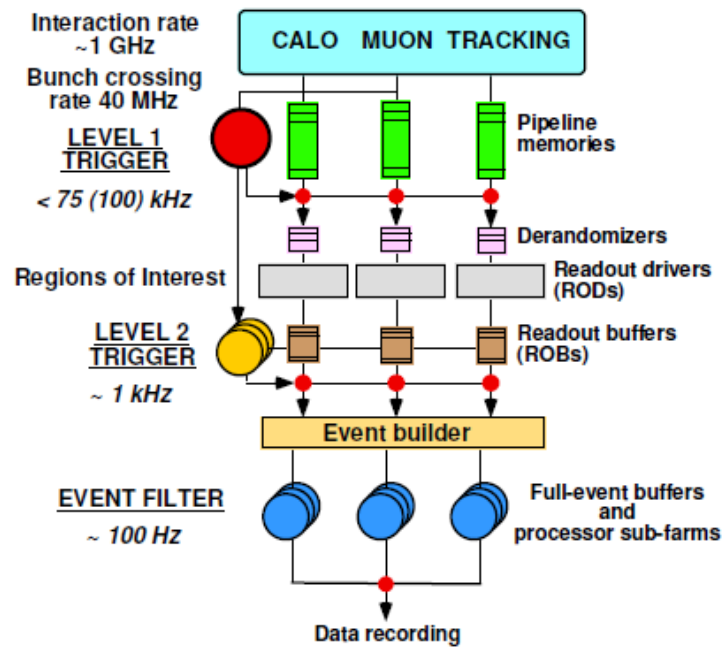 Interaction rate
~1 GHz
CALO MUON TRACKING
Bunch crossing
rate 40 MHz
Pipeline
memories
LEVEL 1
TRIGGER
< 75 (100) kHz
Derandomizers
Regions of Interest
Readout drivers
(RODs)
LEVEL 2
TRIGGER
Readout buffers
(ROBs)
~ 1 kHz
Event builder
EVENT FILTER
~ 100 Hz
Full-event buffers
and
processor sub-farms
Data recording